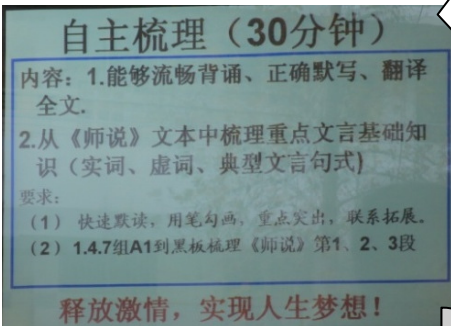 自主梳理（30分钟）
内容：1.能够流畅背诵、正确默写、翻译
全文.
2.从《师说》文本中梳理重点文言基础知
识（实词、虚词、典型文言句式)
要求：
（1） 快速默读，用笔勾画，重点突出，联系拓展。
（2）1.4.7组A1到黑板梳理《师说》第1、2、3段
释放激情，实现人生梦想！